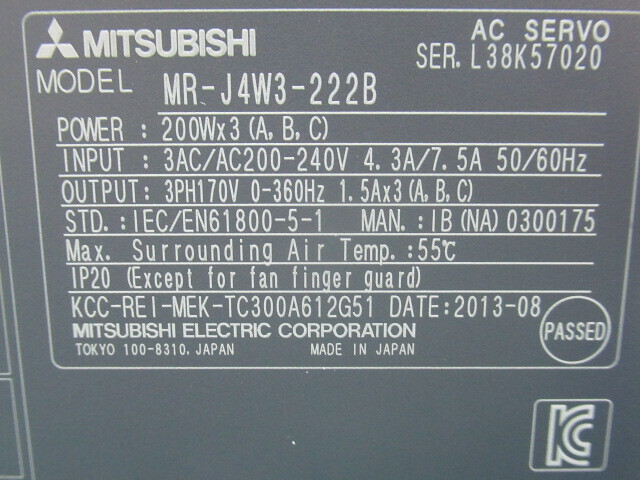 MITSUBISHI
AC SERVO
SER. L38K57020
MODEL MR-J4W3-222B
POWER : 200Wx3 (A, B, C)
INPUT : 3AC/AC200-240V 4.3A/7.5A 50/60Hz
OUTPUT: 3PH170V 0-360Hz 1.5Ax3 (A, B, C)
STD.: IEC/EN61800-5-1 MAN.: IB (NA) 0300175
Max. Surrounding Air Temp.:55℃
IP20 (Except for fan finger guard)
KCC-REI-MEK-TC300A612G51 DATE:2013-08
MITSUBISHI ELECTRIC CORPORATION
TOKYO 100-8310, JAPAN MADE IN JAPAN
PASSED